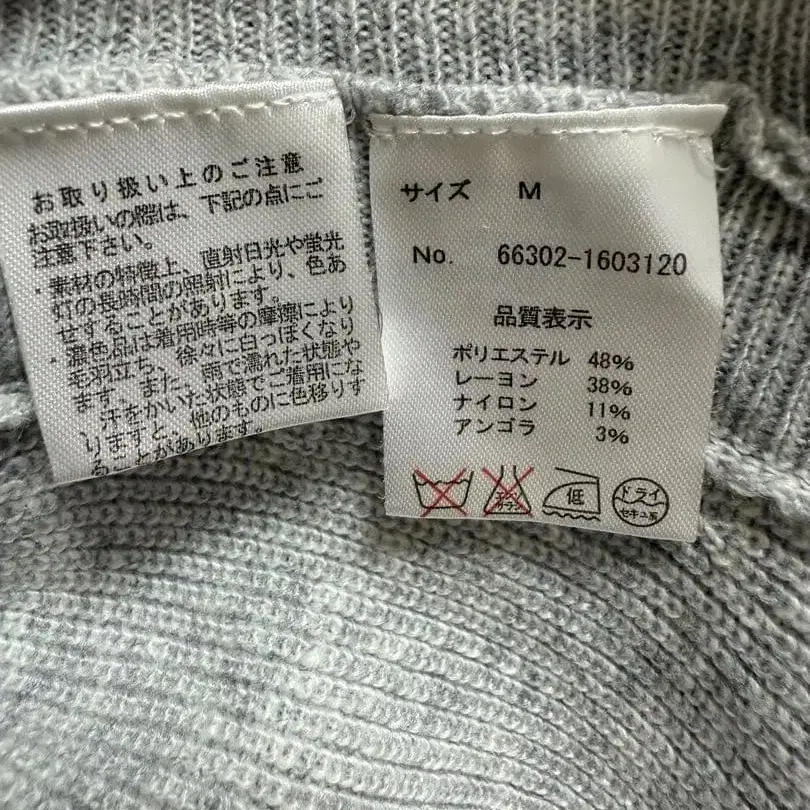 お取り扱い上のご注意
お取扱いの際は、下記の点にご
注意下さい。
・素材の特徴上、直射日光や蛍光
灯の長時間の照射により、色あ
せすることがあります。
・濃色品は着用時等の摩擦により
毛羽立ち、徐々に白っぽくなり
ます。また、雨で濡れた状態や
汗をかいた状態でご着用にな
りますと、他のものに色移りす
ることがあります。
サイズ M
No. 66302-1603120
品質表示
ポリエステル 48%
レーヨン 38%
ナイロン 11%
アンゴラ 3%
エンソ
サラシ
低
ドライ
セキユ系